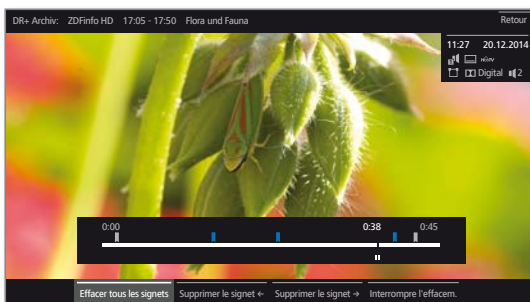 DR+ Archiv: ZDFinfo HD 17:05 - 17:50 Flora und Fauna Retour
11:27 20.12.2014
Digital 2
0:00 0:38 0:45
Effacer tous les signets Supprimer le signet ← Supprimer le signet → Interrompre l'effacem.